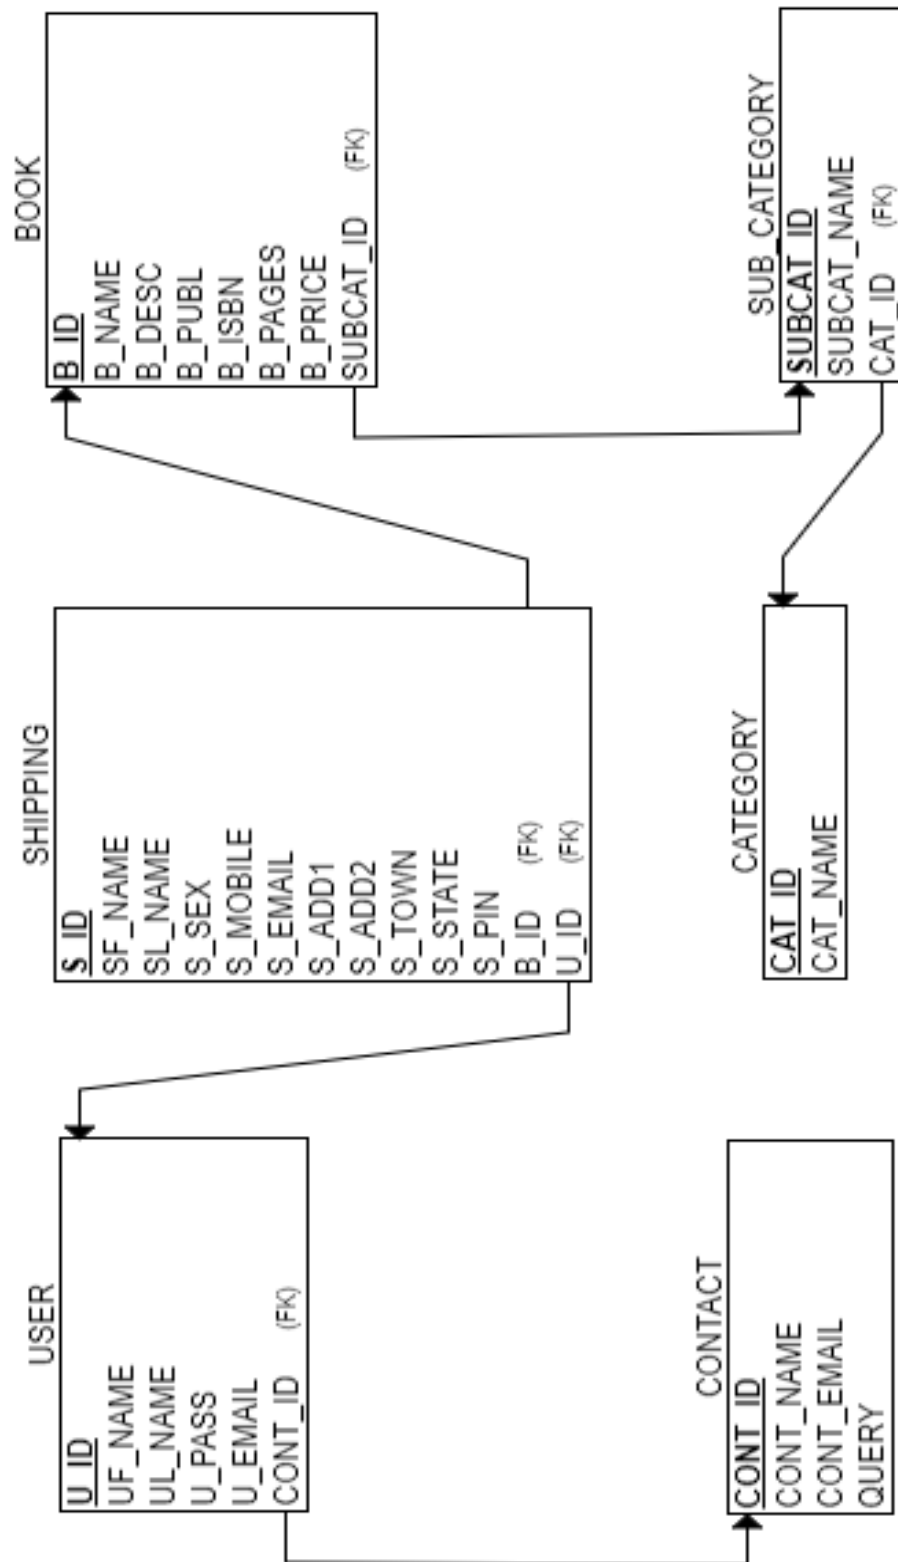 USER
U_ID
UF_NAME
UL_NAME
U_PASS
U_EMAIL
CONT_ID (FK)
SHIPPING
S_ID
SF_NAME
SL_NAME
S_SEX
S_MOBILE
S_EMAIL
S_ADD1
S_ADD2
S_TOWN
S_STATE
S_PIN
B_ID (FK)
U_ID (FK)
BOOK
B_ID
B_NAME
B_DESC
B_PUBL
B_ISBN
B_PAGES
B_PRICE
SUBCAT_ID (FK)
CONTACT
CONT_ID
CONT_NAME
CONT_EMAIL
QUERY
CATEGORY
CAT_ID
CAT_NAME
SUB_CATEGORY
SUBCAT_ID
SUBCAT_NAME
CAT_ID (FK)